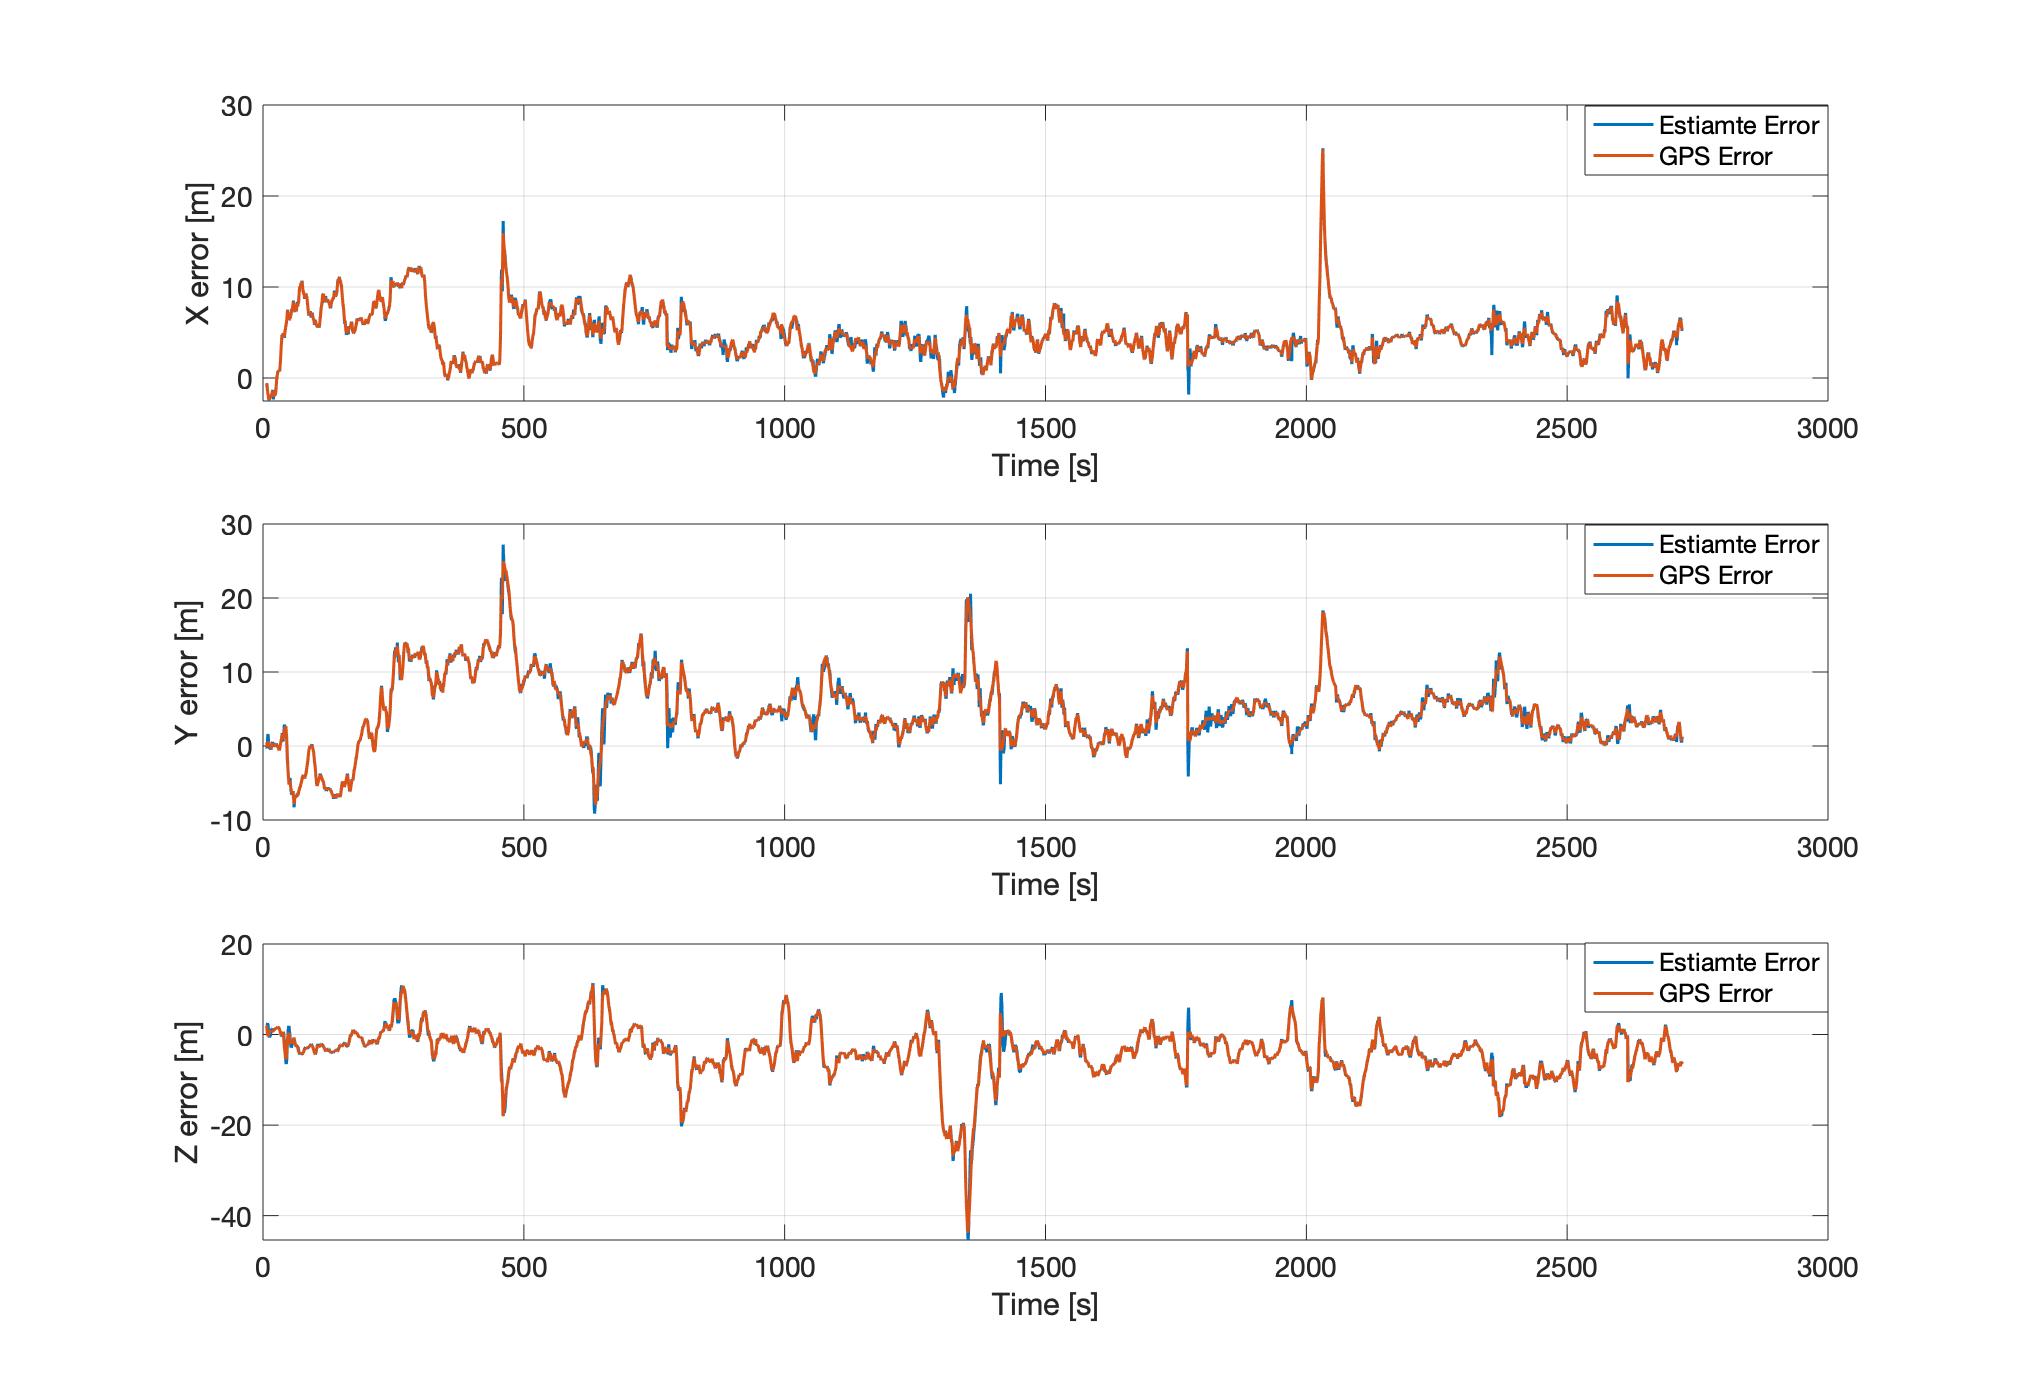 30
20
10
0
X error [m]
Estiamte Error
GPS Error
0 500 1000 1500 2000 2500 3000
Time [s]
30
20
10
0
-10
Y error [m]
Estiamte Error
GPS Error
0 500 1000 1500 2000 2500 3000
Time [s]
20
0
-20
-40
Z error [m]
Estiamte Error
GPS Error
0 500 1000 1500 2000 2500 3000
Time [s]